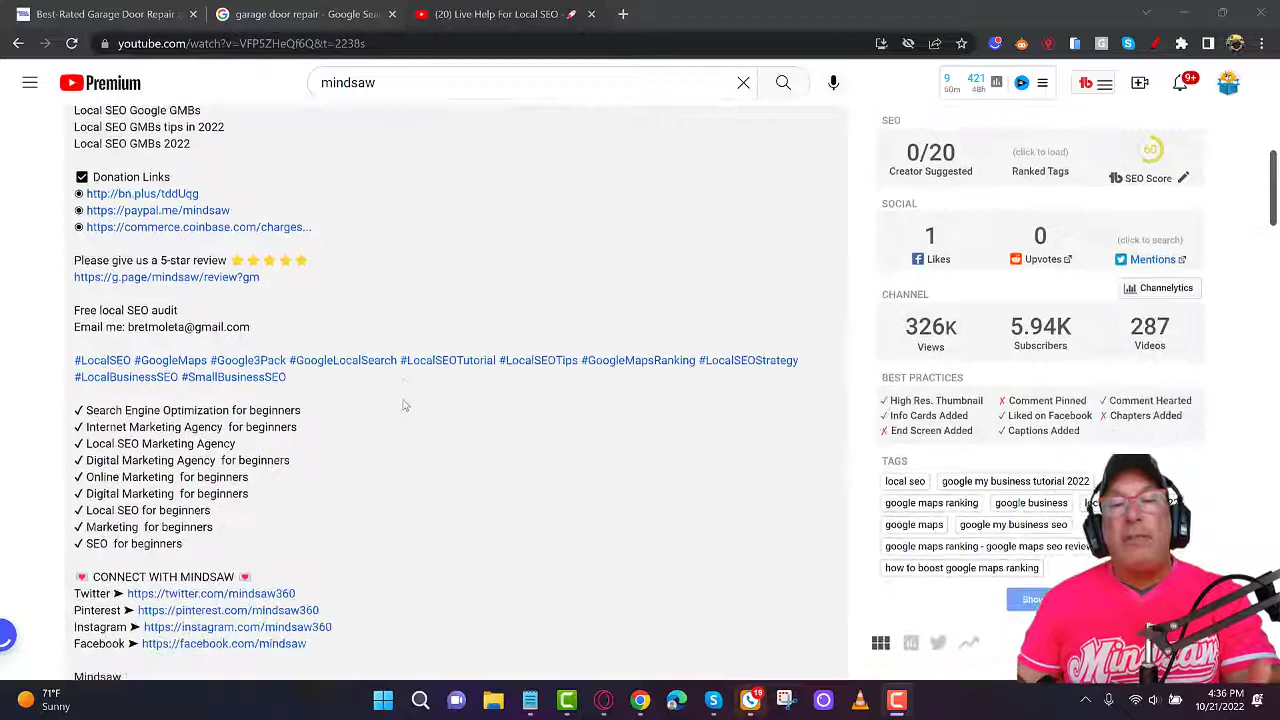 Best-Rated Garage Door Repair
garage door repair - Google Sea
(20) Live Help For Local SEO -
youtube.com/watch?v=VFP5ZHeQf6Q&t=2238s
Premium
mindsaw
9
60m
421
48h
9+
Local SEO Google GMBs
Local SEO GMBs tips in 2022
Local SEO GMBs 2022
Donation Links
http://bn.plus/tddUqg
https://paypal.me/mindsaw
https://commerce.coinbase.com/charges...
Please give us a 5-star review ⭐⭐⭐⭐⭐
https://g.page/mindsaw/review?gm
Free local SEO audit
Email me: bretmoleta@gmail.com
#LocalSEO #GoogleMaps #Google3Pack #GoogleLocalSearch #LocalSEOTutorial #LocalSEOTips #GoogleMapsRanking #LocalSEOStrategy
#LocalBusinessSEO #SmallBusinessSEO
✓ Search Engine Optimization for beginners
✓ Internet Marketing Agency for beginners
✓ Local SEO Marketing Agency
✓ Digital Marketing Agency for beginners
✓ Online Marketing for beginners
✓ Digital Marketing for beginners
✓ Local SEO for beginners
✓ Marketing for beginners
✓ SEO for beginners
💌 CONNECT WITH MINDSAW 💌
Twitter ➤ https://twitter.com/mindsaw360
Pinterest ➤ https://pinterest.com/mindsaw360
Instagram ➤ https://instagram.com/mindsaw360
Facebook ➤ https://facebook.com/mindsaw
Mindsaw
SEO
0/20
Creator Suggested
(click to load)
Ranked Tags
60
tb SEO Score
SOCIAL
1
Likes
0
Upvotes
(click to search)
Mentions
CHANNEL
Channelytics
326K
Views
5.94K
Subscribers
287
Videos
BEST PRACTICES
✓ High Res. Thumbnail ✗ Comment Pinned ✓ Comment Hearted
✓ Info Cards Added ✓ Liked on Facebook ✗ Chapters Added
✗ End Screen Added ✓ Captions Added
TAGS
local seo google my business tutorial 2022
google maps ranking google business
google maps google my business seo
google maps ranking - google maps seo review
how to boost google maps ranking
Mindsaw
71°F
Sunny
19
4:36 PM
10/21/2022